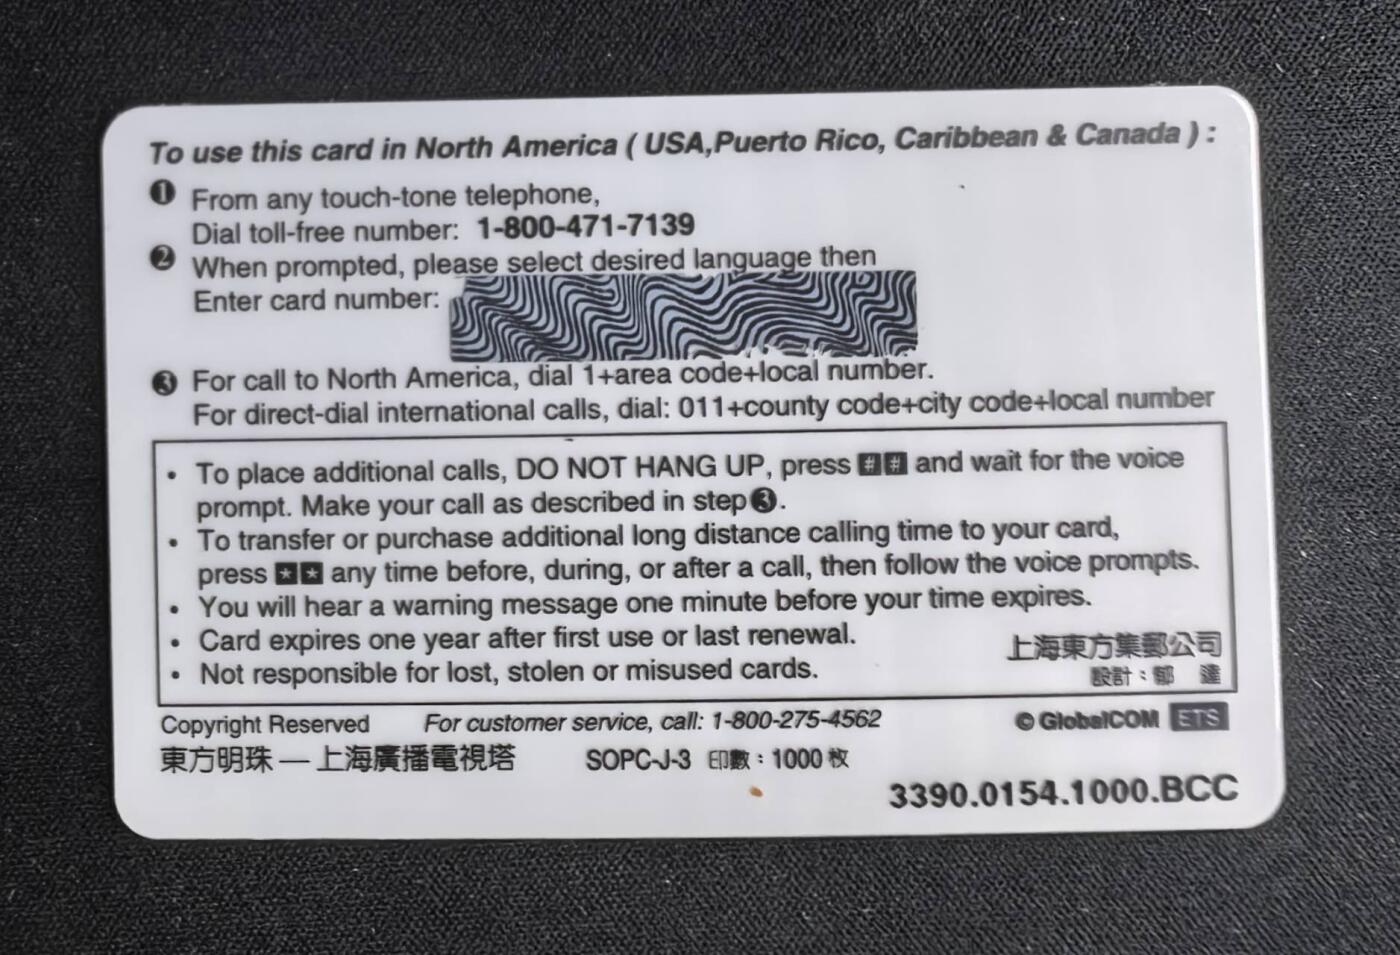 To use this card in North America ( USA,Puerto Rico, Caribbean & Canada ) :
❶ From any touch-tone telephone,
Dial toll-free number: 1-800-471-7139
❷ When prompted, please select desired language then
Enter card number:
❸ For call to North America, dial 1+area code+local number.
For direct-dial international calls, dial: 011+county code+city code+local number
• To place additional calls, DO NOT HANG UP, press ## and wait for the voice
prompt. Make your call as described in step❸.
• To transfer or purchase additional long distance calling time to your card,
press ** any time before, during, or after a call, then follow the voice prompts.
• You will hear a warning message one minute before your time expires.
• Card expires one year after first use or last renewal.
• Not responsible for lost, stolen or misused cards.
上海東方集郵公司
設計：郁 達
Copyright Reserved For customer service, call: 1-800-275-4562 © GlobalCOM ETS
東方明珠 — 上海廣播電視塔 SOPC-J-3 印數：1000 枚
3390.0154.1000.BCC